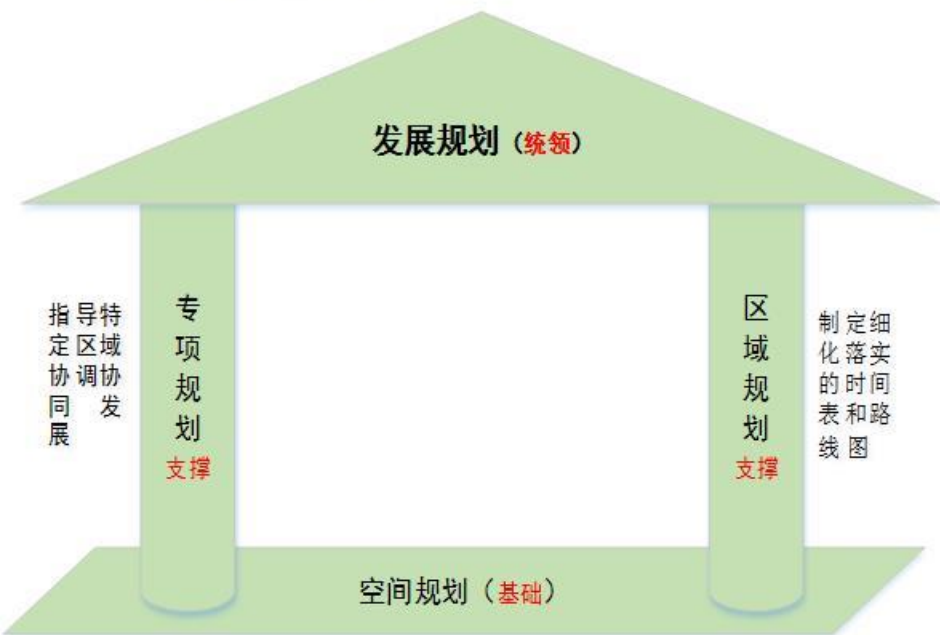 发展规划（统领）
指导特
定区域
协调协
同发
展
专
项
规
划
支撑
区
域
规
划
支撑
制定细
化落实
的时间
表和路
线图
空间规划（基础）